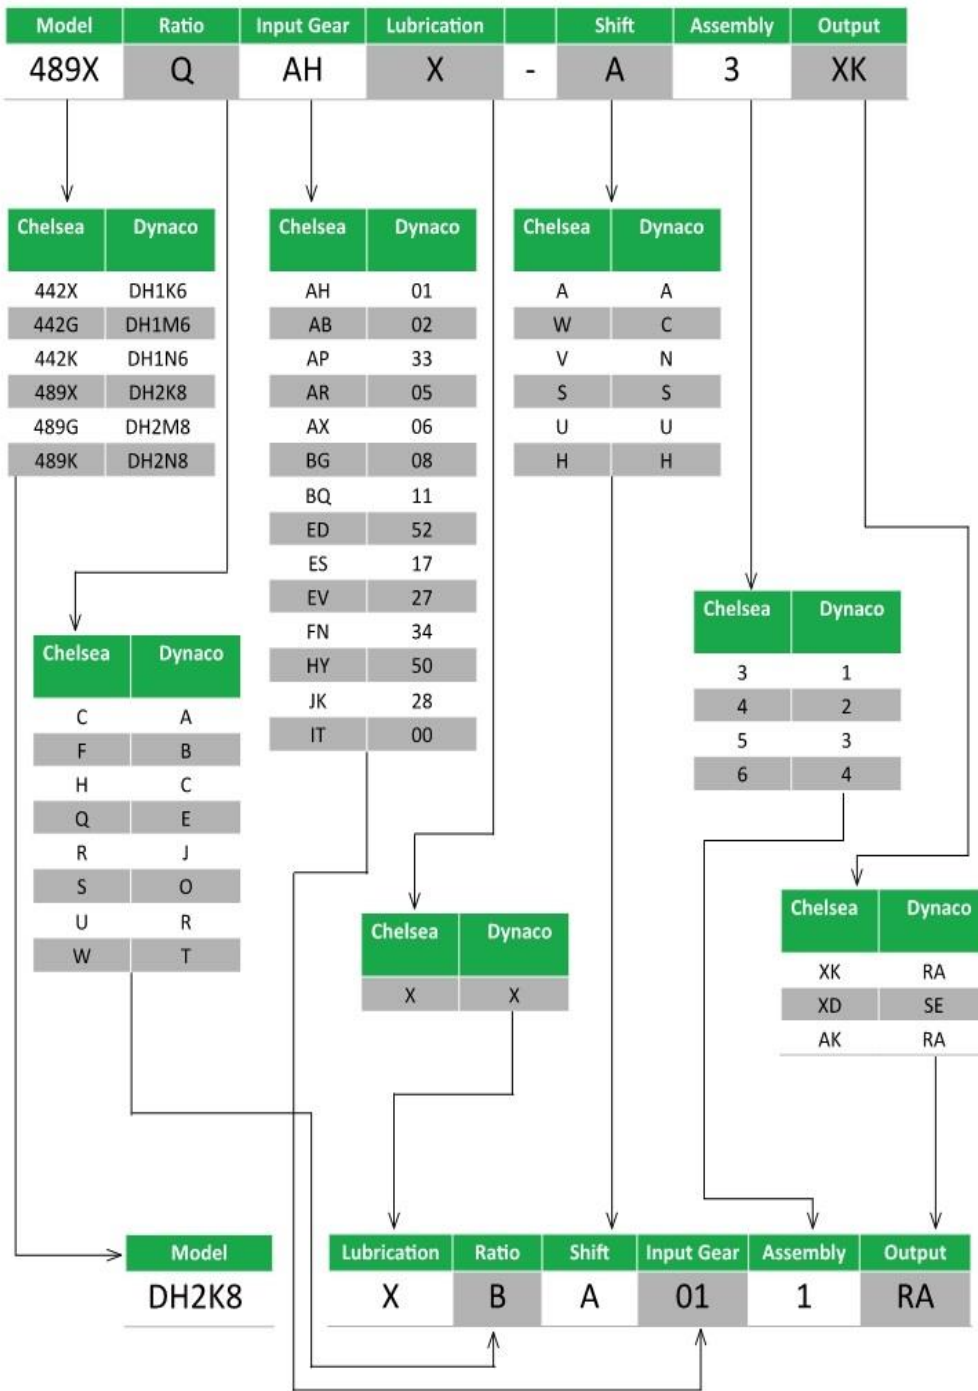 Model Ratio Input Gear Lubrication Shift Assembly Output
489X Q AH X - A 3 XK
Chelsea Dynaco
442X DH1K6
442G DH1M6
442K DH1N6
489X DH2K8
489G DH2M8
489K DH2N8
Chelsea Dynaco
AH 01
AB 02
AP 33
AR 05
AX 06
BG 08
BQ 11
ED 52
ES 17
EV 27
FN 34
HY 50
JK 28
IT 00
Chelsea Dynaco
A A
W C
V N
S S
U U
H H
Chelsea Dynaco
C A
F B
H C
Q E
R J
S O
U R
W T
Chelsea Dynaco
3 1
4 2
5 3
6 4
Chelsea Dynaco
X X
Chelsea Dynaco
XK RA
XD SE
AK RA
Model
DH2K8
Lubrication Ratio Shift Input Gear Assembly Output
X B A 01 1 RA